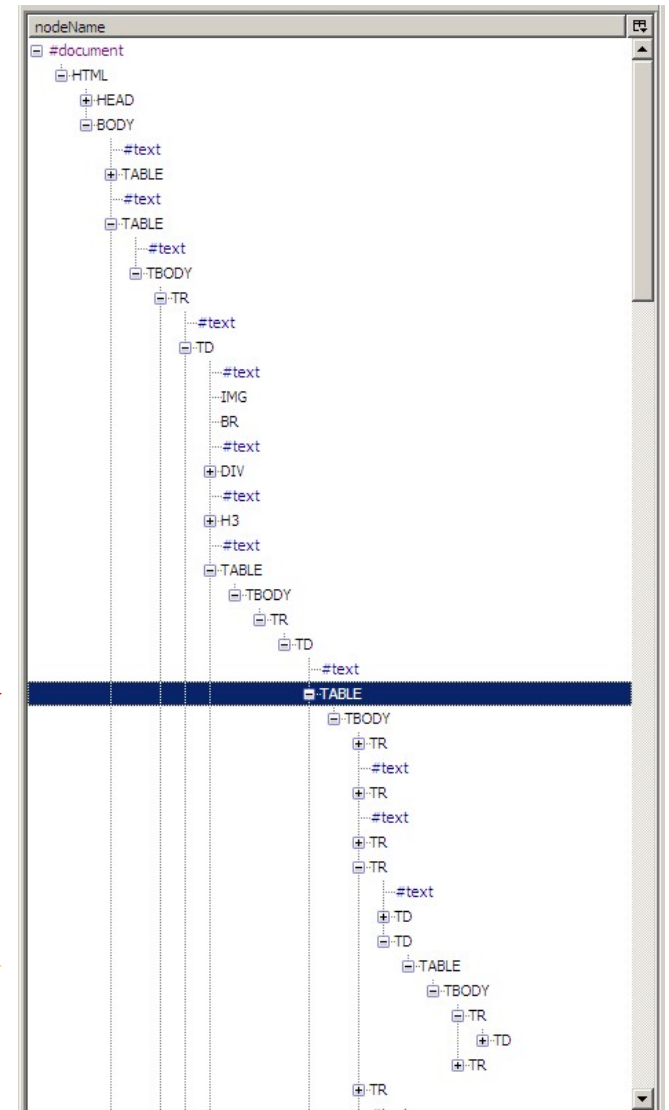 nodeName
#document
HTML
HEAD
BODY
#text
TABLE
#text
TABLE
#text
TBODY
TR
#text
TD
#text
IMG
BR
#text
DIV
#text
H3
#text
TABLE
TBODY
TR
TD
#text
TABLE
TBODY
TR
#text
TR
#text
TR
TR
#text
TD
TD
TABLE
TBODY
TR
TD
TR
TR